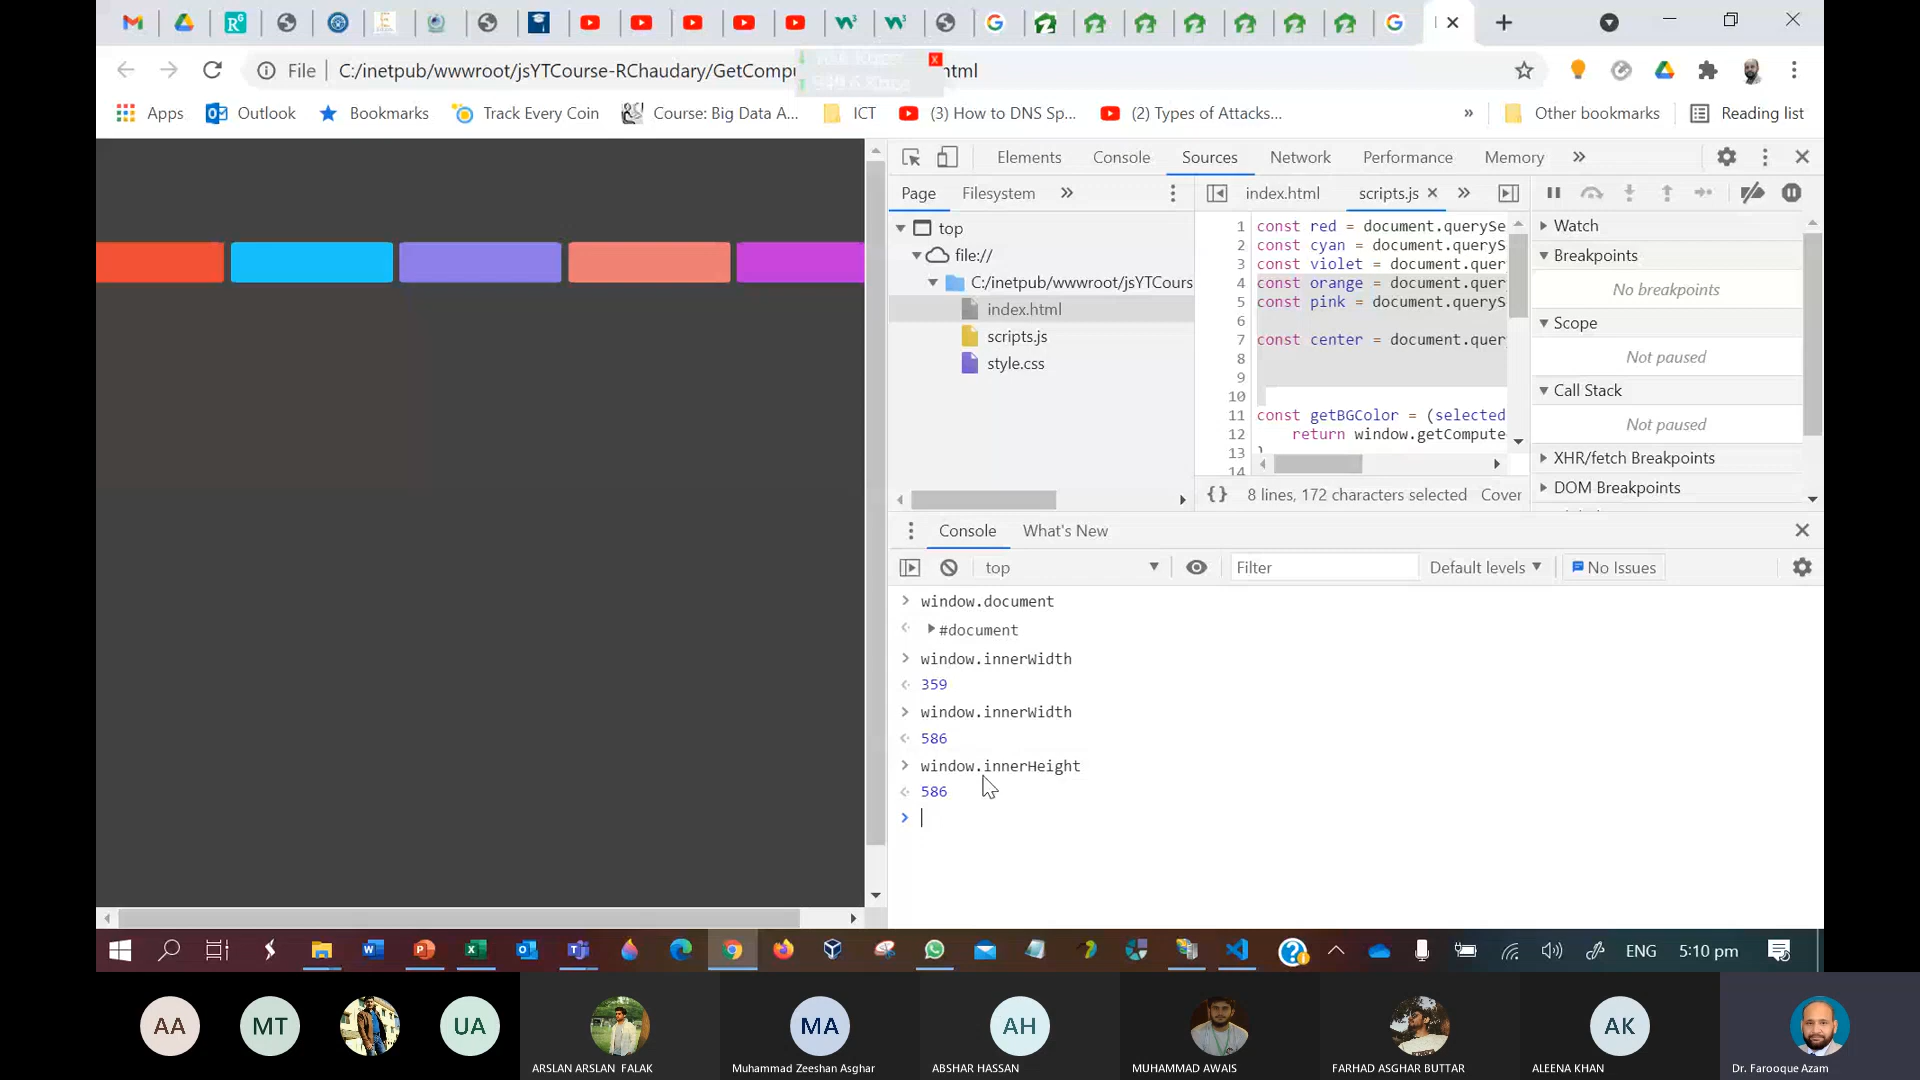 File C:/inetpub/wwwroot/jsYTCourse-RChaudary/GetCompu html
X
Apps Outlook Bookmarks Track Every Coin Course: Big Data A... ICT (3) How to DNS Sp... (2) Types of Attacks... » Other bookmarks Reading list
Elements Console Sources Network Performance Memory »
Page Filesystem » index.html scripts.js »
top
file://
C:/inetpub/wwwroot/jsYTCours
index.html
scripts.js
style.css
1 const red = document.querySe
2 const cyan = document.queryS
3 const violet = document.quer
4 const orange = document.quer
5 const pink = document.queryS
6
7 const center = document.quer
8
9
10
11 const getBGColor = (selected
12 return window.getCompute
13 }
14
{} 8 lines, 172 characters selected Cover
Watch
Breakpoints
No breakpoints
Scope
Not paused
Call Stack
Not paused
XHR/fetch Breakpoints
DOM Breakpoints
Console What's New
top Filter Default levels No Issues
> window.document
#document
> window.innerWidth
359
> window.innerWidth
586
> window.innerHeight
586
>
ENG 5:10 pm
AA MT UA MA AH AK
ARSLAN ARSLAN FALAK Muhammad Zeeshan Asghar ABSHAR HASSAN MUHAMMAD AWAIS FARHAD ASGHAR BUTTAR ALEENA KHAN Dr. Farooque Azam